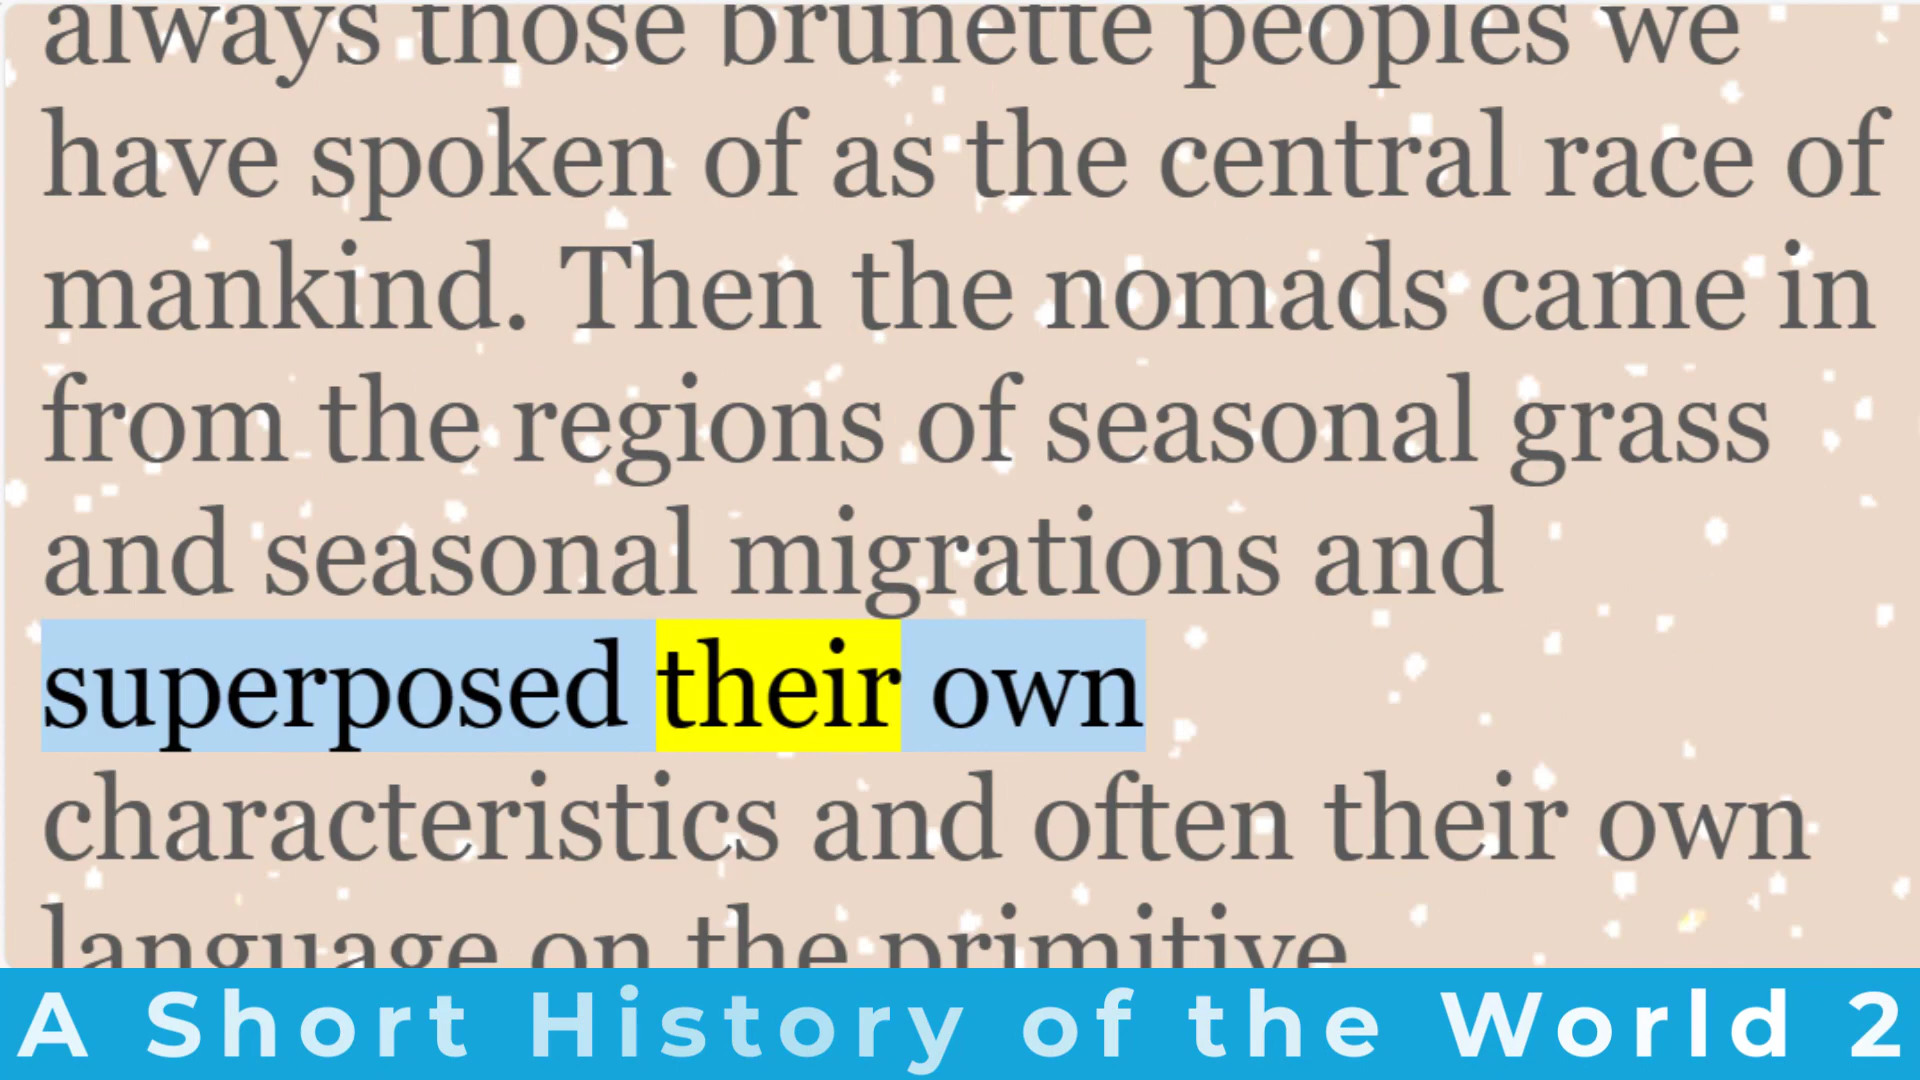 always those brunette peoples we
have spoken of as the central race of
mankind. Then the nomads came in
from the regions of seasonal grass
and seasonal migrations and
superposed their own
characteristics and often their own
language on the primitive
A Short History of the World 2